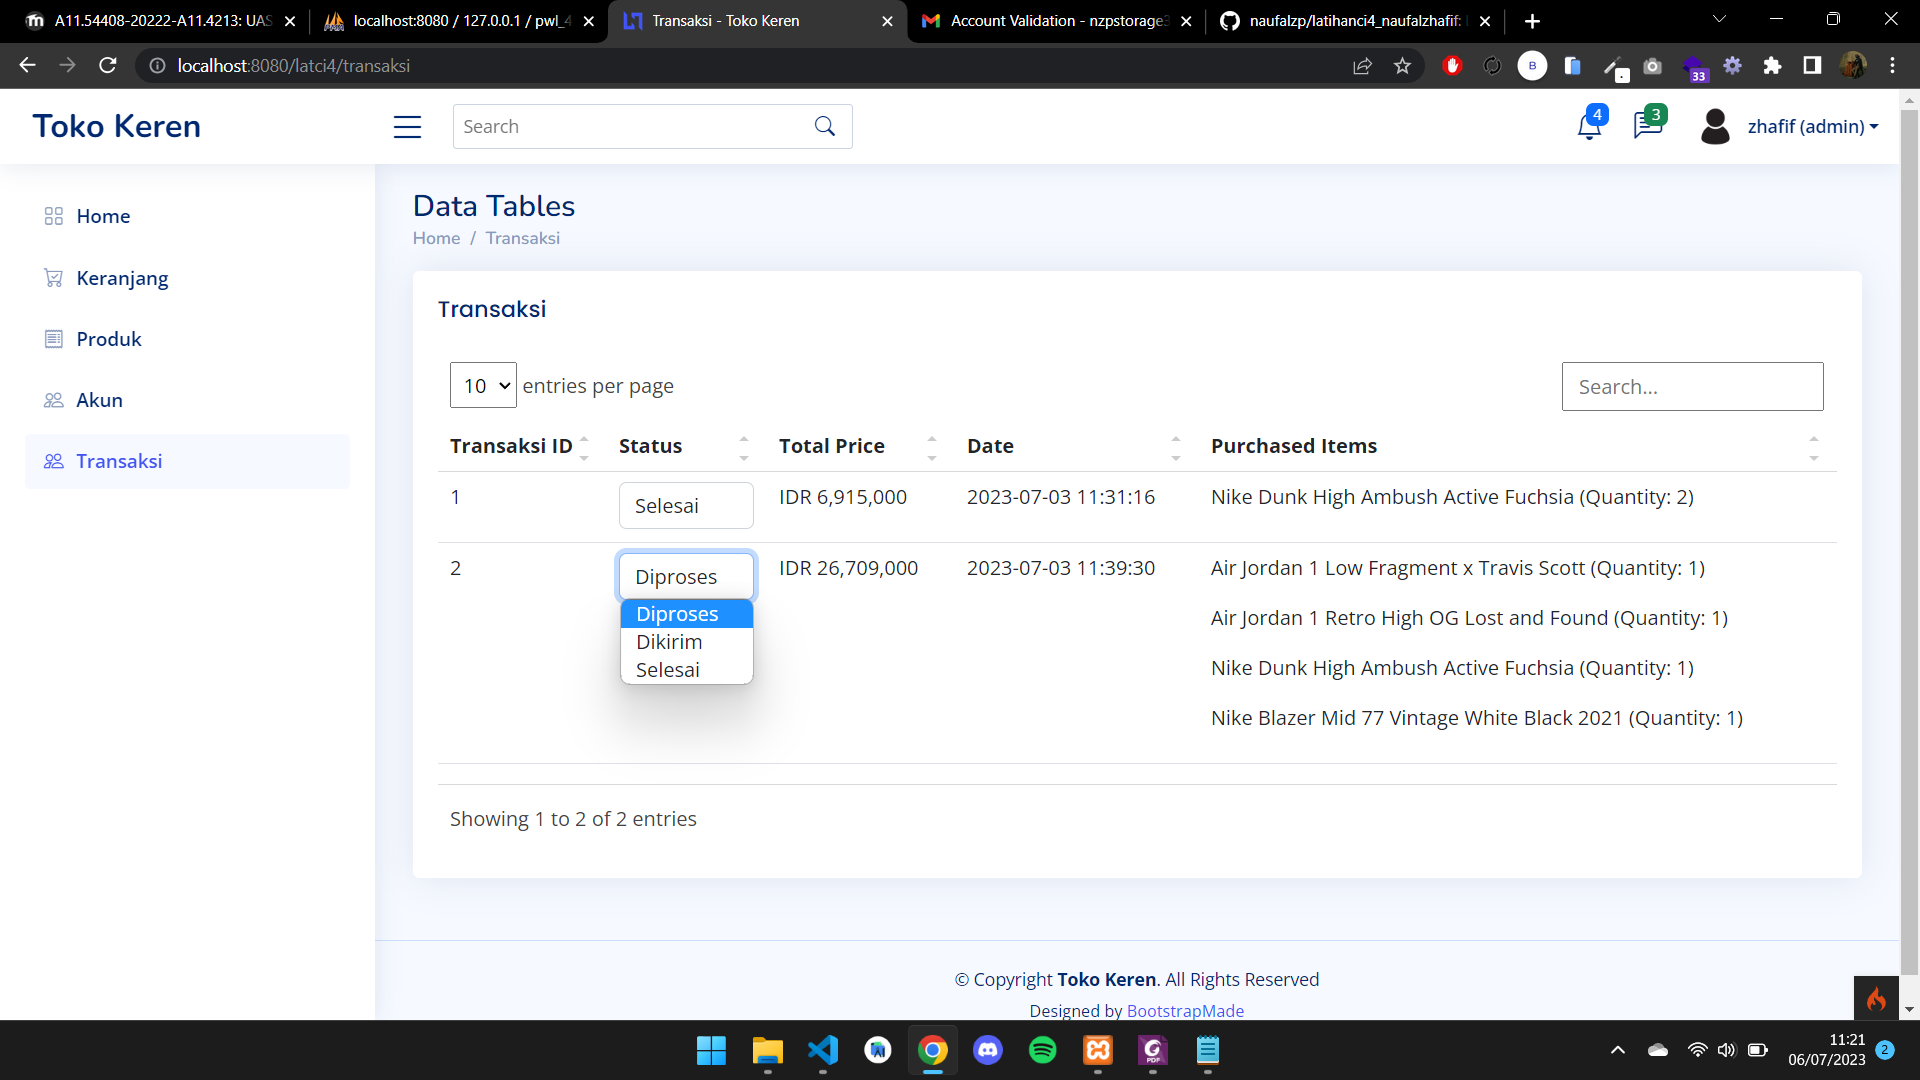 A11.54408-20222-A11.4213: UAS
localhost:8080 / 127.0.0.1 / pwl_4
Transaksi - Toko Keren
Account Validation - nzpstorage3
naufalzp/latihanci4_naufalzhafif:
localhost:8080/latci4/transaksi
B
33
Toko Keren
Search
4
3
zhafif (admin)
Home
Keranjang
Produk
Akun
Transaksi
Data Tables
Home / Transaksi
Transaksi
10 entries per page
Search...
Transaksi ID Status Total Price Date Purchased Items
1 Selesai IDR 6,915,000 2023-07-03 11:31:16 Nike Dunk High Ambush Active Fuchsia (Quantity: 2)
2 Diproses IDR 26,709,000 2023-07-03 11:39:30 Air Jordan 1 Low Fragment x Travis Scott (Quantity: 1)
Diproses
Dikirim
Selesai
Air Jordan 1 Retro High OG Lost and Found (Quantity: 1)
Nike Dunk High Ambush Active Fuchsia (Quantity: 1)
Nike Blazer Mid 77 Vintage White Black 2021 (Quantity: 1)
Showing 1 to 2 of 2 entries
© Copyright Toko Keren. All Rights Reserved
Designed by BootstrapMade
11:21
06/07/2023
2